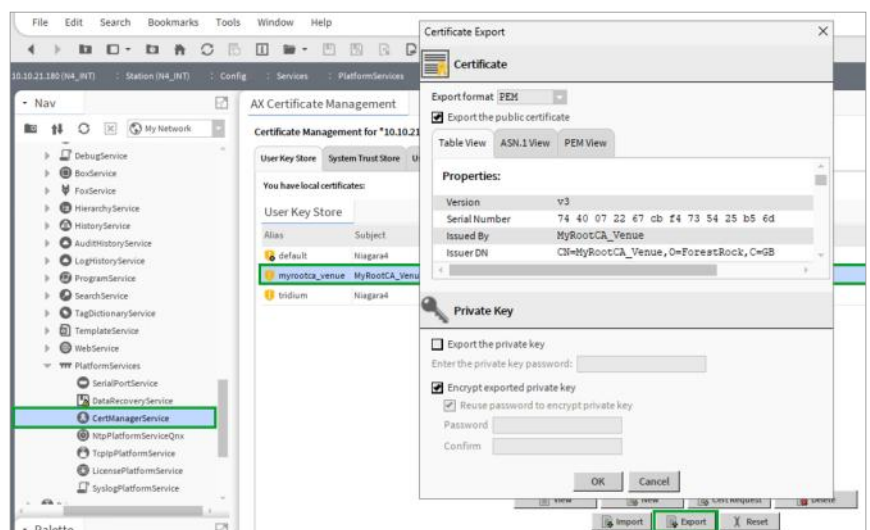 File Edit Search Bookmarks Tools Window Help
10.10.21.180 (N4_INT) : Station (N4_INT) : Config : Services : PlatformServices
Nav
My Network
DebugService
BoxService
FoxService
HierarchyService
HistoryService
AuditHistoryService
LogHistoryService
ProgramService
SearchService
TagDictionaryService
TemplateService
WebService
PlatformServices
SerialPortService
DataRecoveryService
CertManagerService
NtpPlatformServiceQnx
TcpIpPlatformService
LicensePlatformService
SyslogPlatformService
Palette
AX Certificate Management
Certificate Management for "10.10.21
User Key Store System Trust Store U
You have local certificates:
User Key Store
Alias Subject
default Niagara4
myrootca_venue MyRootCA_Venu
tridium Niagara4
Certificate Export
Certificate
Export format PEM
Export the public certificate
Table View ASN.1 View PEM View
Properties:
Version v3
Serial Number 74 40 07 22 67 cb f4 73 54 25 b5 6d
Issued By MyRootCA_Venue
Issuer DN CN=MyRootCA_Venue,O=ForestRock,C=GB
Private Key
Export the private key
Enter the private key password:
Encrypt exported private key
Reuse password to encrypt private key
Password
Confirm
OK Cancel
View New Cert Request Delete
Import Export Reset